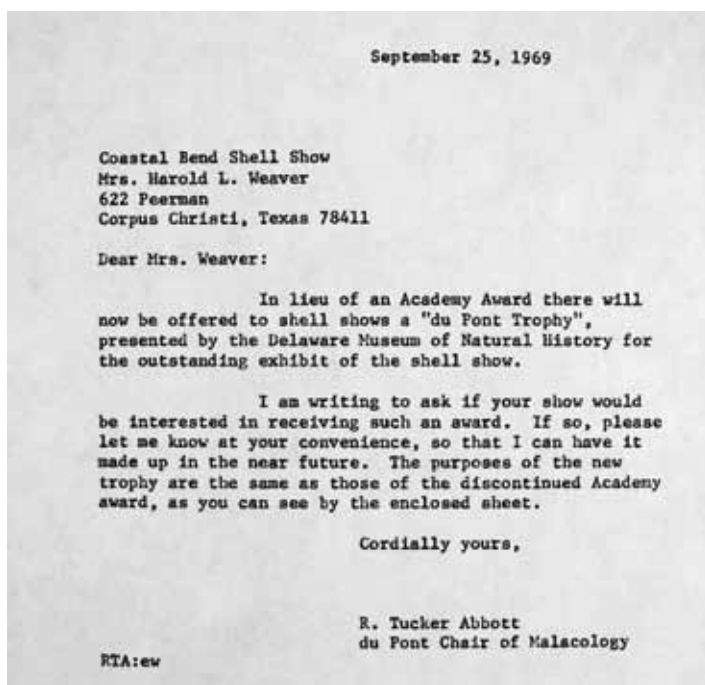 September 25, 1969
Coastal Bend Shell Show
Mrs. Harold L. Weaver
622 Peerman
Corpus Christi, Texas 78411
Dear Mrs. Weaver:
In lieu of an Academy Award there will
now be offered to shell shows a "du Pont Trophy",
presented by the Delaware Museum of Natural History for
the outstanding exhibit of the shell show.
I am writing to ask if your show would
be interested in receiving such an award. If so, please
let me know at your convenience, so that I can have it
made up in the near future. The purposes of the new
trophy are the same as those of the discontinued Academy
award, as you can see by the enclosed sheet.
Cordially yours,
R. Tucker Abbott
du Pont Chair of Malacology
RTA:ew